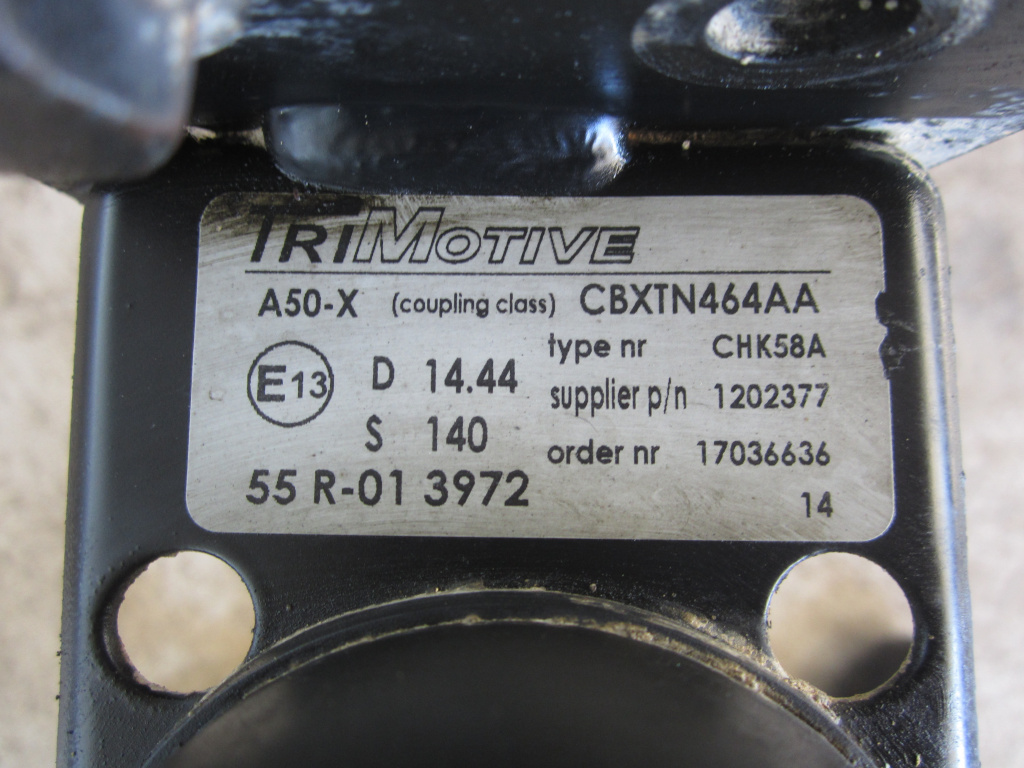 TRIMOTIVE
A50-X (coupling class) CBXTN464AA
type nr CHK58A
E13 D 14.44
supplier p/n 1202377
S 140
order nr 17036636
55 R-01 3972
14